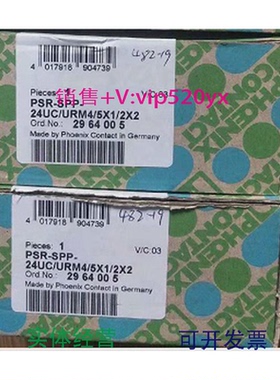 482-19
4 017918 904739
Pieces: 1
PSR-SPP-
24UC/URM4/5X1/2X2
Ord.No.: 29 64 00 5
Made by Phoenix Contact in Germany
V/C:03
销售+V:vip520yx
482-19
4 017918 904739
Pieces: 1
V/C:03
PSR-SPP-
24UC/URM4/5X1/2X2
Ord.No.: 29 64 00 5
Made by Phoenix Contact in Germany
实体经营
可开发票